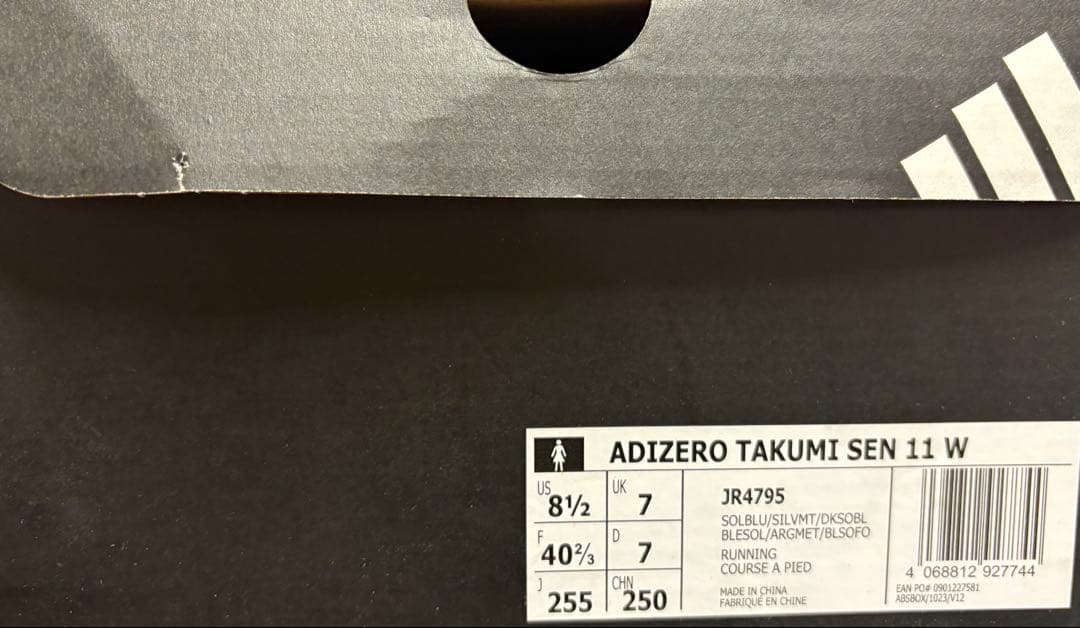 ADIZERO TAKUMI SEN 11 W
US 8½ UK 7
F 40⅔ D 7
J 255 CHN 250
JR4795
SOLBLU/SILVMT/DKSOBL
BLESOL/ARGMET/BLSOFO
RUNNING
COURSE A PIED
MADE IN CHINA
FABRIQUÉ EN CHINE
4 068812 927744
EAN PO# 0901227581
ABSBOX/1023/V12